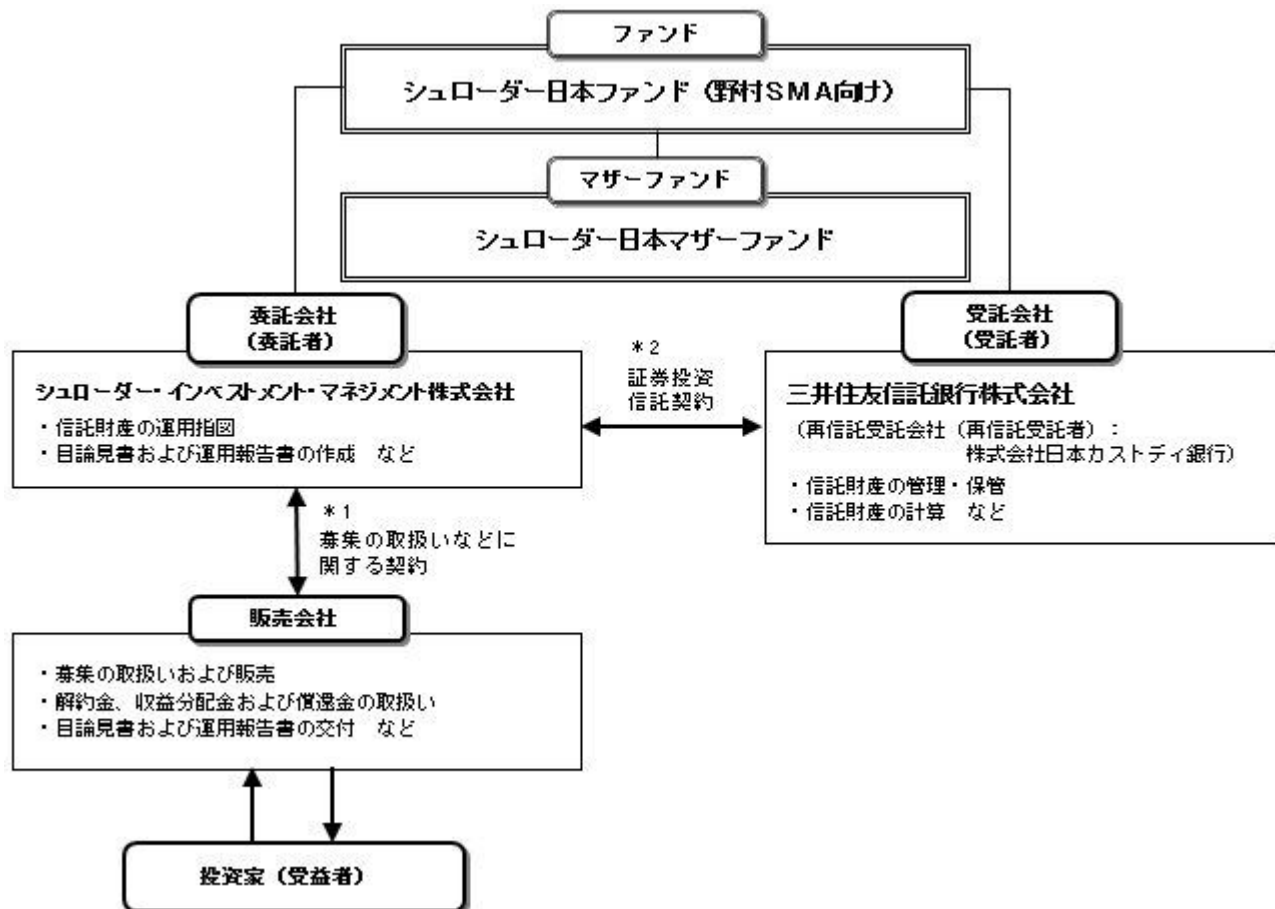 ファンド
シュローダー日本ファンド（野村SMA向け）
マザーファンド
シュローダー日本マザーファンド
委託会社
（委託者）
シュローダー・インベストメント・マネジメント株式会社
・信託財産の運用指図
・目論見書および運用報告書の作成　など
＊2
証券投資
信託契約
受託会社
（受託者）
三井住友信託銀行株式会社
（再信託受託会社（再信託受託者）：
株式会社日本カストディ銀行）
・信託財産の管理・保管
・信託財産の計算　など
＊1
募集の取扱いなどに
関する契約
販売会社
・募集の取扱いおよび販売
・解約金、収益分配金および償還金の取扱い
・目論見書および運用報告書の交付　など
投資家（受益者）